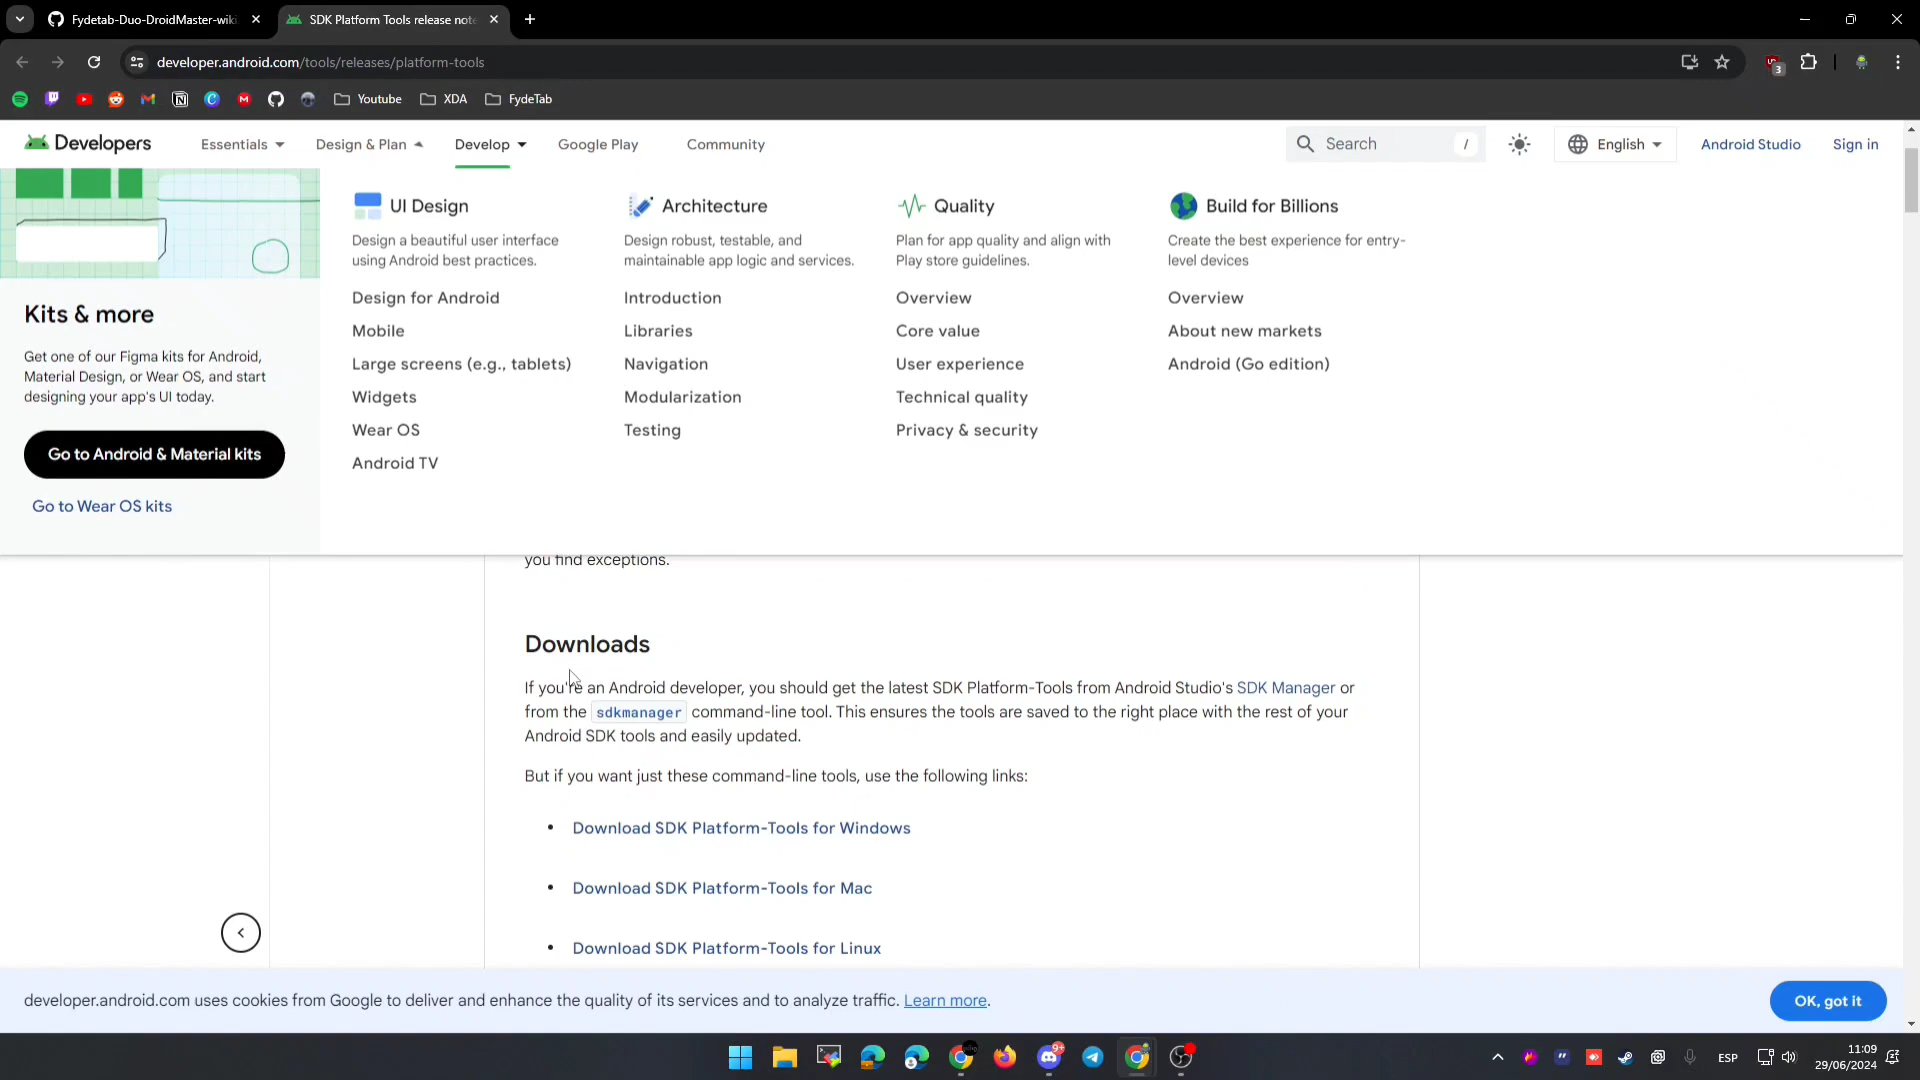 Fydetab-Duo-DroidMaster-wiki
SDK Platform Tools release note
developer.android.com/tools/releases/platform-tools
3
Youtube
XDA
FydeTab
Developers
Essentials
Design & Plan
Develop
Google Play
Community
Search
/
English
Android Studio
Sign in
Kits & more
Get one of our Figma kits for Android,
Material Design, or Wear OS, and start
designing your app's UI today.
Go to Android & Material kits
Go to Wear OS kits
UI Design
Design a beautiful user interface
using Android best practices.
Design for Android
Mobile
Large screens (e.g., tablets)
Widgets
Wear OS
Android TV
Architecture
Design robust, testable, and
maintainable app logic and services.
Introduction
Libraries
Navigation
Modularization
Testing
Quality
Plan for app quality and align with
Play store guidelines.
Overview
Core value
User experience
Technical quality
Privacy & security
Build for Billions
Create the best experience for entry-
level devices
Overview
About new markets
Android (Go edition)
you find exceptions.
Downloads
If you're an Android developer, you should get the latest SDK Platform-Tools from Android Studio's SDK Manager or
from the sdkmanager command-line tool. This ensures the tools are saved to the right place with the rest of your
Android SDK tools and easily updated.
But if you want just these command-line tools, use the following links:
• Download SDK Platform-Tools for Windows
• Download SDK Platform-Tools for Mac
• Download SDK Platform-Tools for Linux
developer.android.com uses cookies from Google to deliver and enhance the quality of its services and to analyze traffic. Learn more.
OK, got it
9+
ESP
11:09
29/06/2024